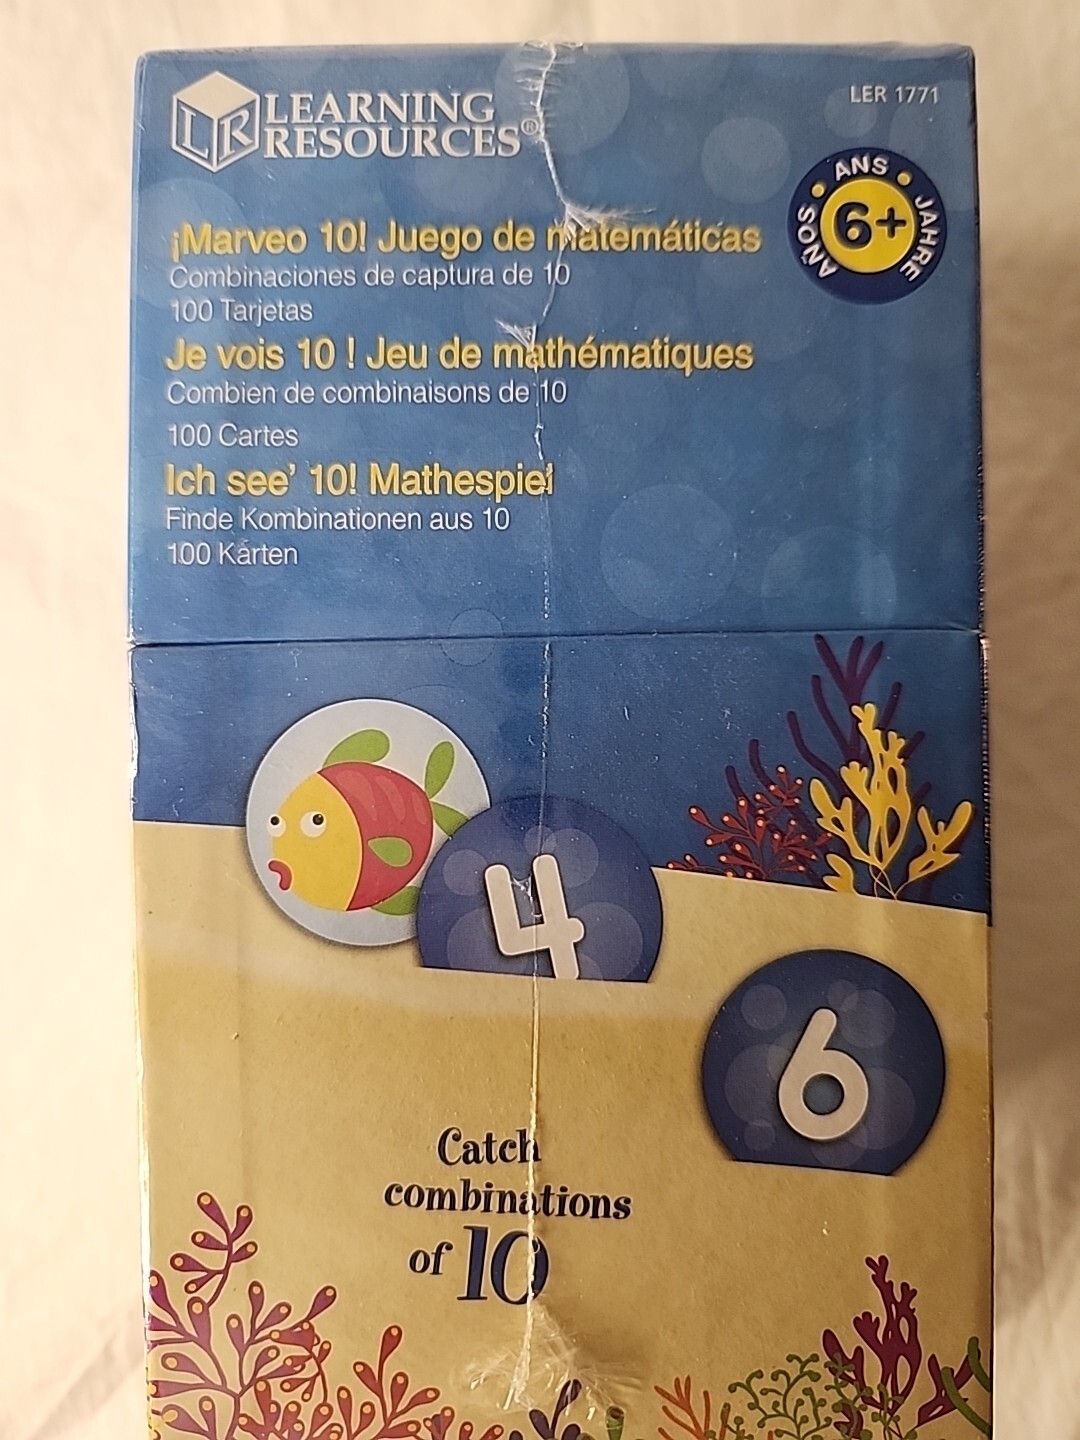 LR LEARNING
RESOURCES®
LER 1771
AÑOS • ANS • JAHRE
6+
¡Marveo 10! Juego de matemáticas
Combinaciones de captura de 10
100 Tarjetas
Je vois 10 ! Jeu de mathématiques
Combien de combinaisons de 10
100 Cartes
Ich see' 10! Mathespiel
Finde Kombinationen aus 10
100 Karten
4
6
Catch
combinations
of 10